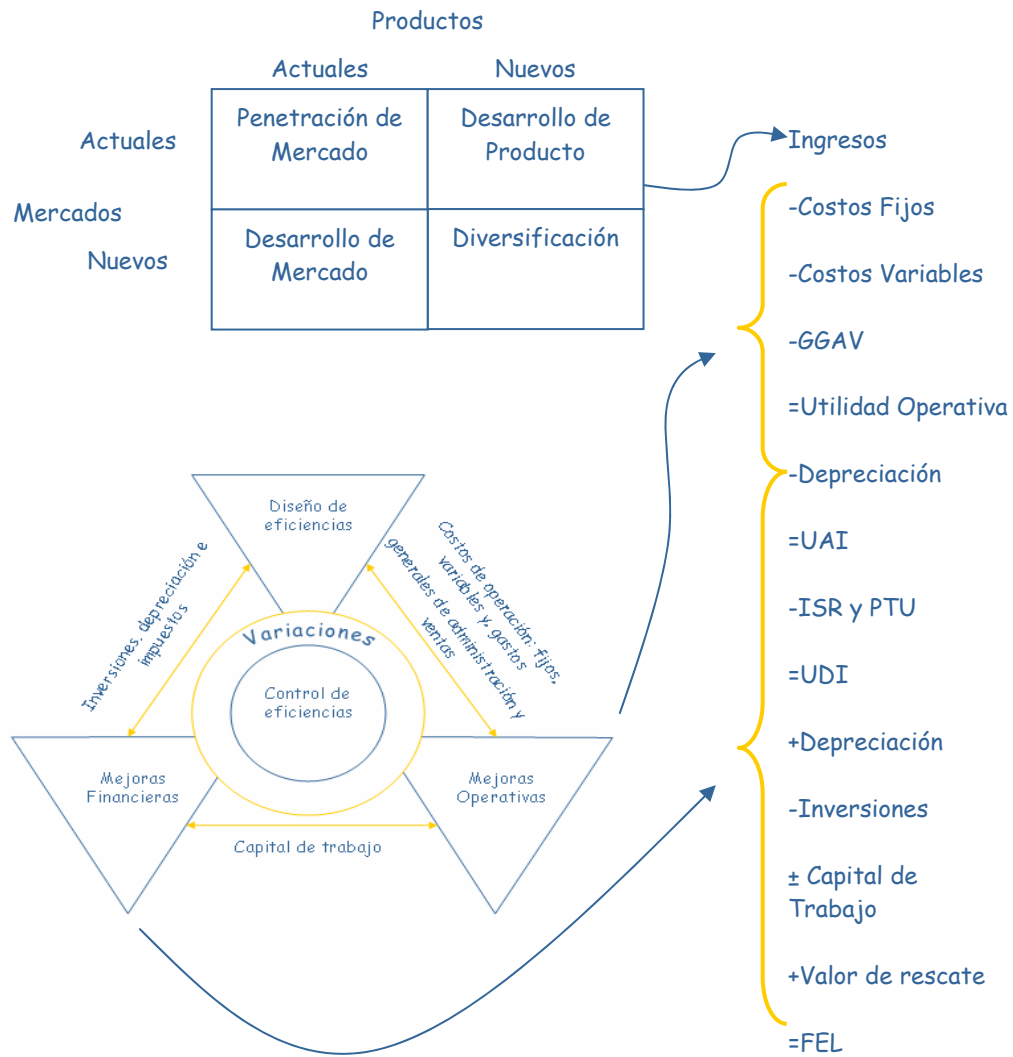 Productos
Actuales
Nuevos
Actuales
Penetración de
Mercado
Desarrollo de
Producto
Mercados
Nuevos
Desarrollo de
Mercado
Diversificación
Ingresos
-Costos Fijos
-Costos Variables
-GGAV
=Utilidad Operativa
-Depreciación
=UAI
-ISR y PTU
=UDI
+Depreciación
-Inversiones
± Capital de
Trabajo
+Valor de rescate
=FEL
Diseño de
eficiencias
Inversiones, depreciación e
impuestos
Costos de operación: fijos,
variables y, gastos
generales de administración y
ventas
Variaciones
Control de
eficiencias
Mejoras
Financieras
Mejoras
Operativas
Capital de trabajo